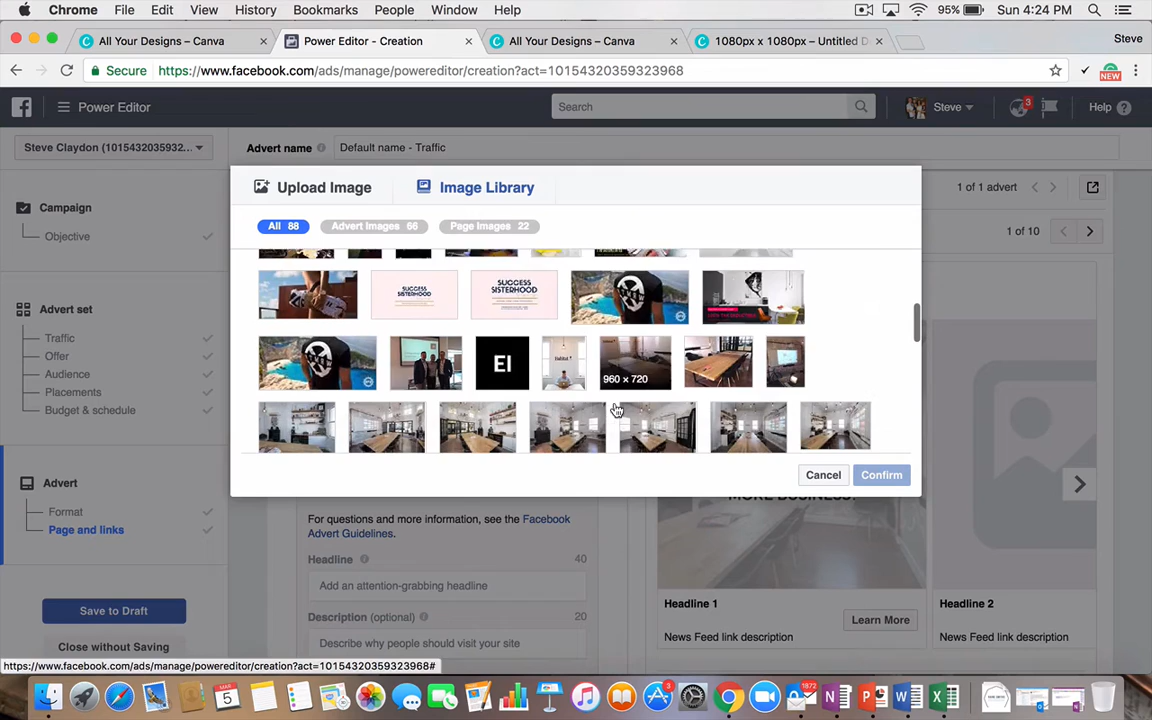 Chrome File Edit View History Bookmarks People Window Help 95% Sun 4:24 PM
All Your Designs – Canva × Power Editor - Creation × All Your Designs – Canva × 1080px x 1080px – Untitled D × Steve
Secure https://www.facebook.com/ads/manage/powereditor/creation?act=10154320359323968 NEW
Power Editor Search Steve 3 Help
Steve Claydon (1015432035932... Advert name Default name - Traffic
Upload Image Image Library 1 of 1 advert
Campaign
All 88 Advert Images 66 Page Images 22
Objective 1 of 10
SUCCESS SISTERHOOD SUCCESS SISTERHOOD
Advert set
Traffic
Offer
Audience
Placements
Budget & schedule
EI 960 × 720
Cancel Confirm
Advert
Format
Page and links
MORE BUSINESS?
For questions and more information, see the Facebook
Advert Guidelines.
Headline 40
Add an attention-grabbing headline
Save to Draft
Headline 1 Learn More Headline 2
Description (optional) 20
News Feed link description News Feed link description
Describe why people should visit your site
Close without Saving
https://www.facebook.com/ads/manage/powereditor/creation?act=10154320359323968#
MAR 5 3 1872